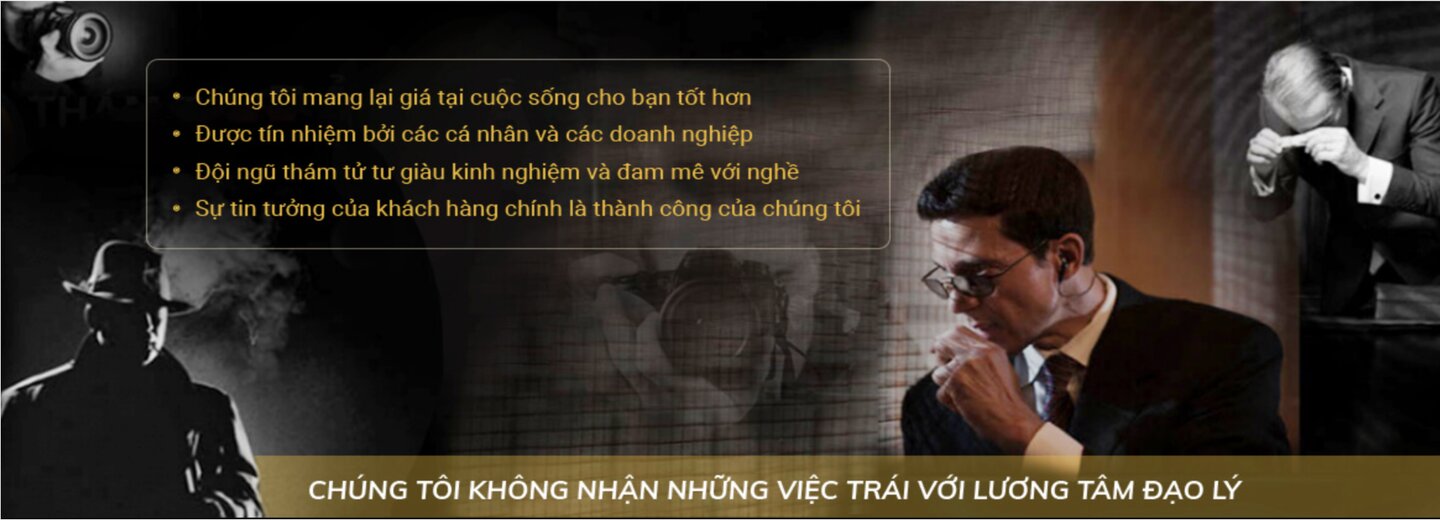 Chúng tôi mang lại giá tại cuộc sống cho bạn tốt hơn
Được tín nhiệm bởi các cá nhân và các doanh nghiệp
Đội ngũ thám tử tư giàu kinh nghiệm và đam mê với nghề
Sự tin tưởng của khách hàng chính là thành công của chúng tôi
CHÚNG TÔI KHÔNG NHẬN NHỮNG VIỆC TRÁI VỚI LƯƠNG TÂM ĐẠO LÝ